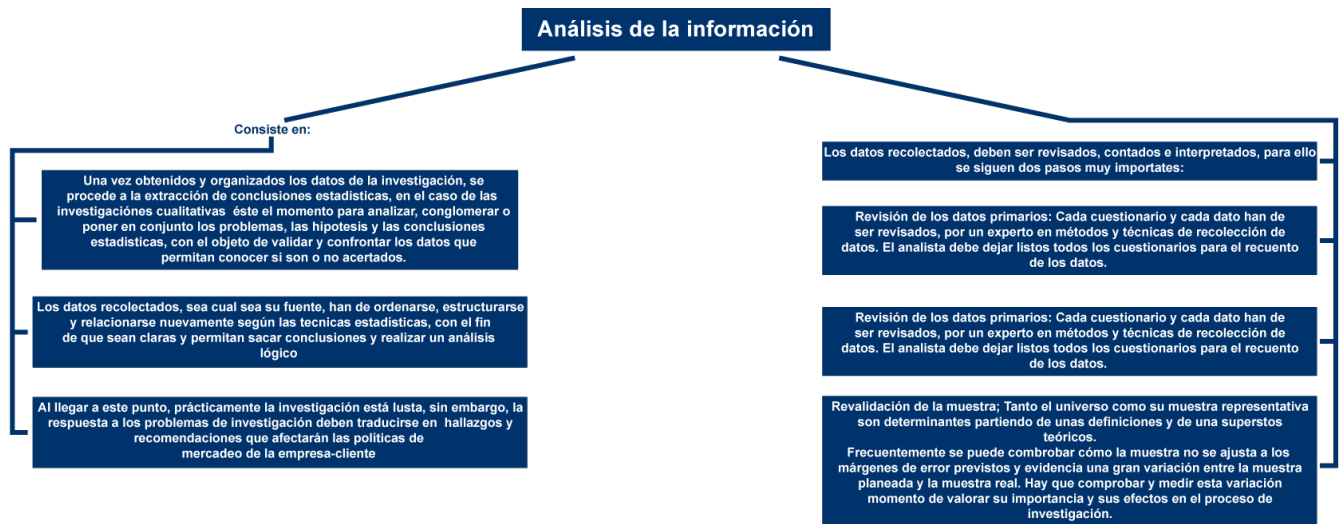 Análisis de la información
Consiste en:
Una vez obtenidos y organizados los datos de la investigación, se
procede a la extracción de conclusiones estadisticas, en el caso de las
investigaciónes cualitativas éste el momento para analizar, conglomerar o
poner en conjunto los problemas, las hipotesis y las conclusiones
estadisticas, con el objeto de validar y confrontar los datos que
permitan conocer si son o no acertados.
Los datos recolectados, sea cual sea su fuente, han de ordenarse, estructurarse
y relacionarse nuevamente según las tecnicas estadísticas, con el fin
de que sean claras y permitan sacar conclusiones y realizar un análisis
lógico
Al llegar a este punto, prácticamente la investigación está lusta, sin embargo, la
respuesta a los problemas de investigación deben traducirse en hallazgos y
recomendaciones que afectarán las políticas de
mercadeo de la empresa-cliente
Los datos recolectados, deben ser revisados, contados e interpretados, para ello
se siguen dos pasos muy importates:
Revisión de los datos primarios: Cada cuestionario y cada dato han de
ser revisados, por un experto en métodos y técnicas de recolección de
datos. El analista debe dejar listos todos los cuestionarios para el recuento
de los datos.
Revisión de los datos primarios: Cada cuestionario y cada dato han de
ser revisados, por un experto en métodos y técnicas de recolección de
datos. El analista debe dejar listos todos los cuestionarios para el recuento
de los datos.
Revalidación de la muestra; Tanto el universo como su muestra representativa
son determinantes partiendo de unas definiciones y de una superstos
teóricos.
Frecuentemente se puede combrobar cómo la muestra no se ajusta a los
márgenes de error previstos y evidencia una gran variación entre la muestra
planeada y la muestra real. Hay que comprobar y medir esta variación
momento de valorar su importancia y sus efectos en el proceso de
investigación.